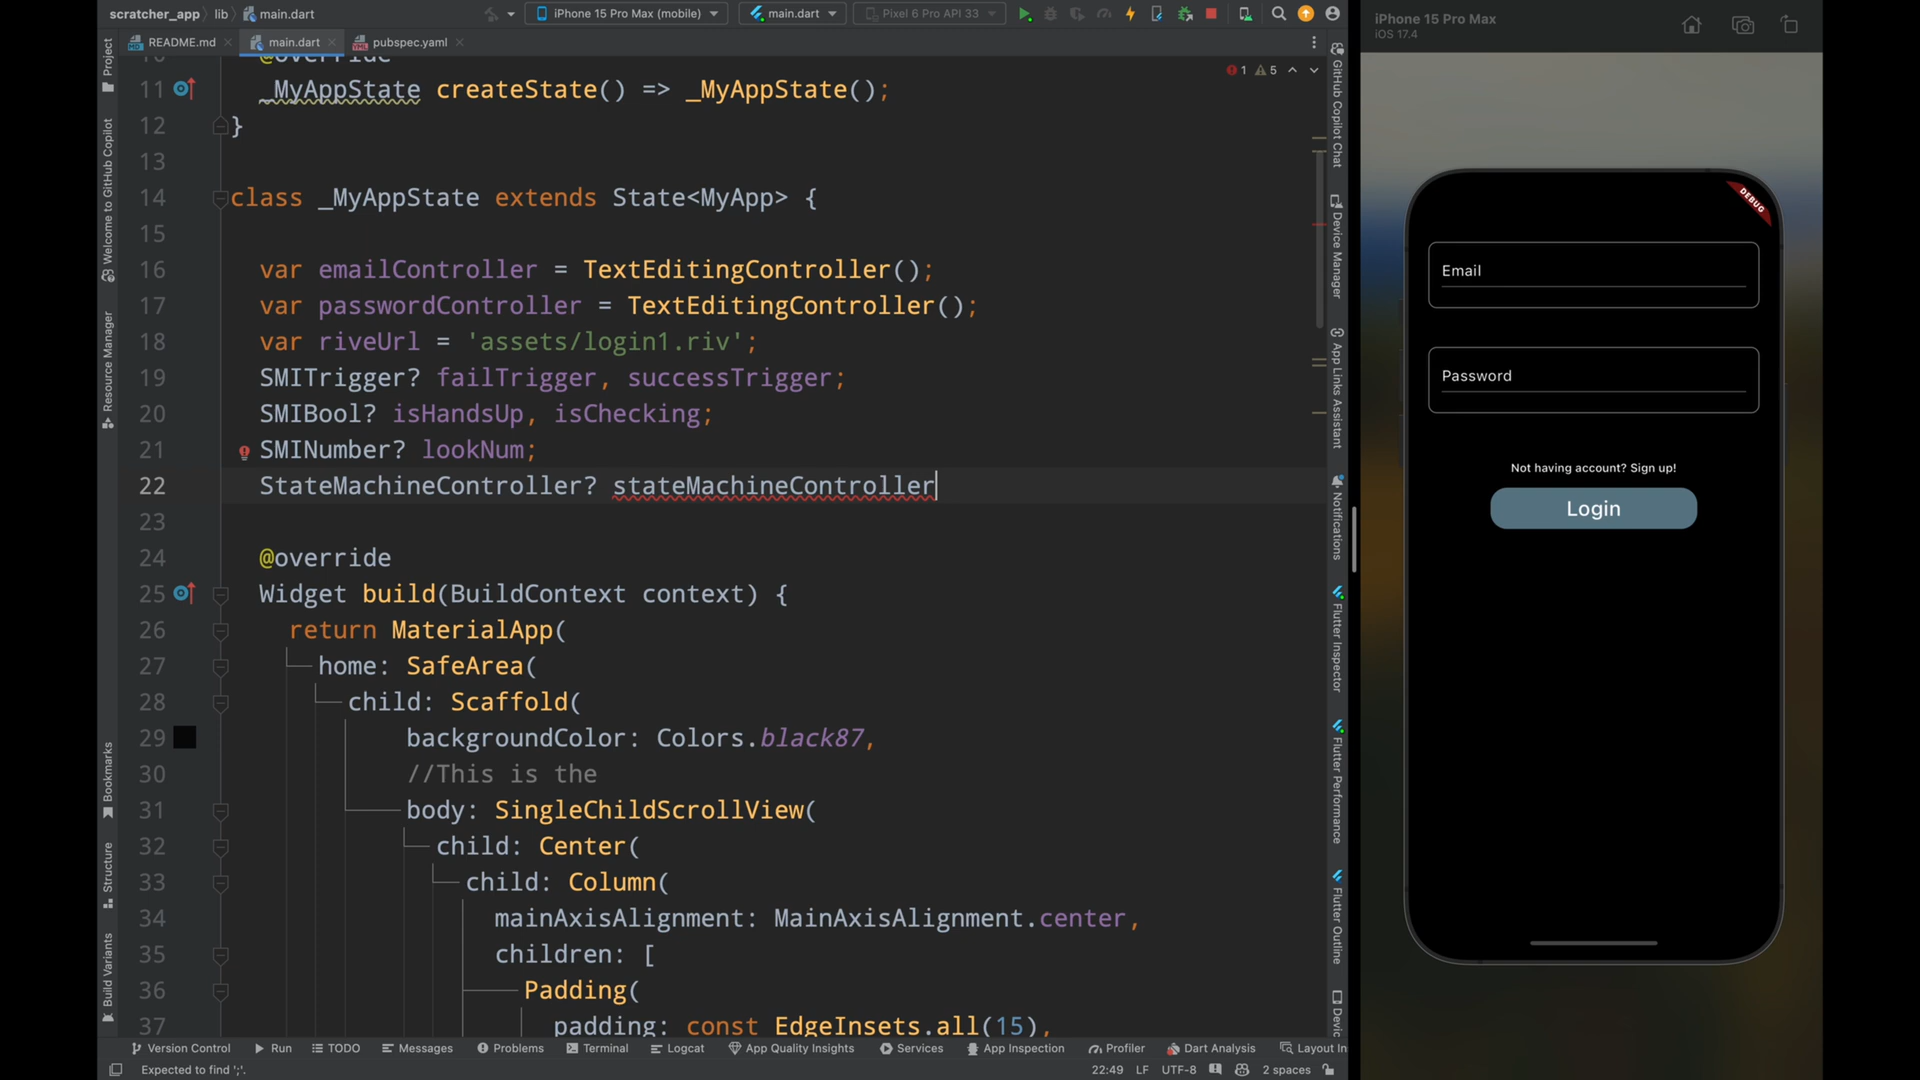 scratcher_app
lib
main.dart
iPhone 15 Pro Max (mobile)
main.dart
Pixel 6 Pro API 33
README.md
main.dart
pubspec.yaml
1
5
10
@override
11
_MyAppState createState() => _MyAppState();
12
}
13
14
class _MyAppState extends State<MyApp> {
15
16
var emailController = TextEditingController();
17
var passwordController = TextEditingController();
18
var riveUrl = 'assets/login1.riv';
19
SMITrigger? failTrigger, successTrigger;
20
SMIBool? isHandsUp, isChecking;
21
SMINumber? lookNum;
22
StateMachineController? stateMachineController
23
24
@override
25
Widget build(BuildContext context) {
26
return MaterialApp(
27
home: SafeArea(
28
child: Scaffold(
29
backgroundColor: Colors.black87,
30
//This is the
31
body: SingleChildScrollView(
32
child: Center(
33
child: Column(
34
mainAxisAlignment: MainAxisAlignment.center,
35
children: [
36
Padding(
37
padding: const EdgeInsets.all(15),
Project
Welcome to GitHub Copilot
Resource Manager
Bookmarks
Structure
Build Variants
GitHub Copilot Chat
Device Manager
App Links Assistant
Notifications
Flutter Inspector
Flutter Performance
Flutter Outline
Devic
Version Control
Run
TODO
Messages
Problems
Terminal
Logcat
App Quality Insights
Services
App Inspection
Profiler
Dart Analysis
Layout In
Expected to find ';'.
22:49
LF
UTF-8
2 spaces
iPhone 15 Pro Max
iOS 17.4
DEBUG
Email
Password
Not having account? Sign up!
Login